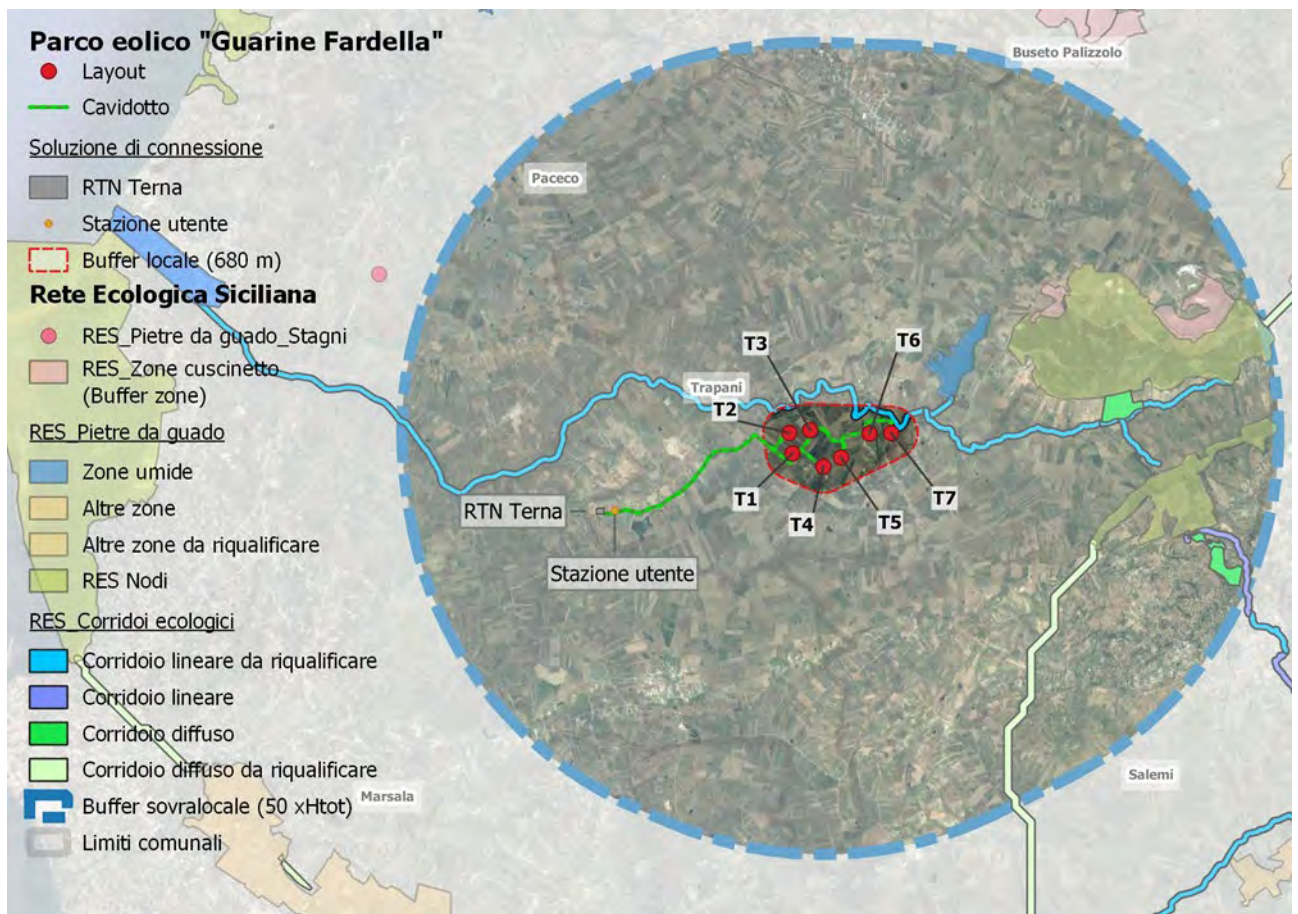 Parco eolico "Guarine Fardella"
Layout
Cavidotto
Soluzione di connessione
RTN Terna
Stazione utente
Buffer locale (680 m)
Rete Ecologica Siciliana
RES_Pietre da guado_Stagni
RES_Zone cuscinetto
(Buffer zone)
RES_Pietre da guado
Zone umide
Altre zone
Altre zone da riqualificare
RES Nodi
RES_Corridoi ecologici
Corridoio lineare da riqualificare
Corridoio lineare
Corridoio diffuso
Corridoio diffuso da riqualificare
Buffer sovralocale (50 xHtot)
Limiti comunali
Buseto Palizzolo
Paceco
Trapani
T3
T6
T2
T1
T4
T5
T7
RTN Terna
Stazione utente
Marsala
Salemi